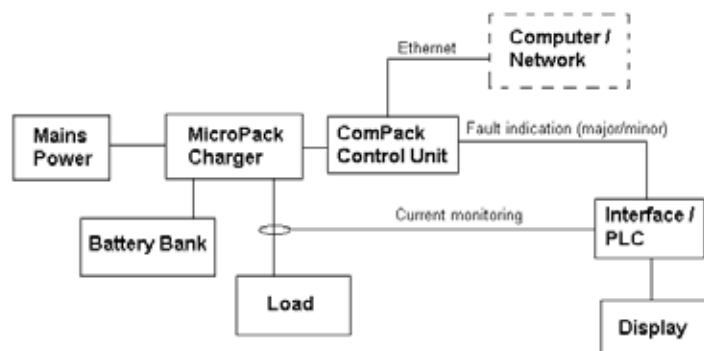 Computer /
Network
Ethernet
Mains
Power
MicroPack
Charger
ComPack
Control Unit
Fault indication (major/minor)
Battery Bank
Current monitoring
Interface /
PLC
Load
Display